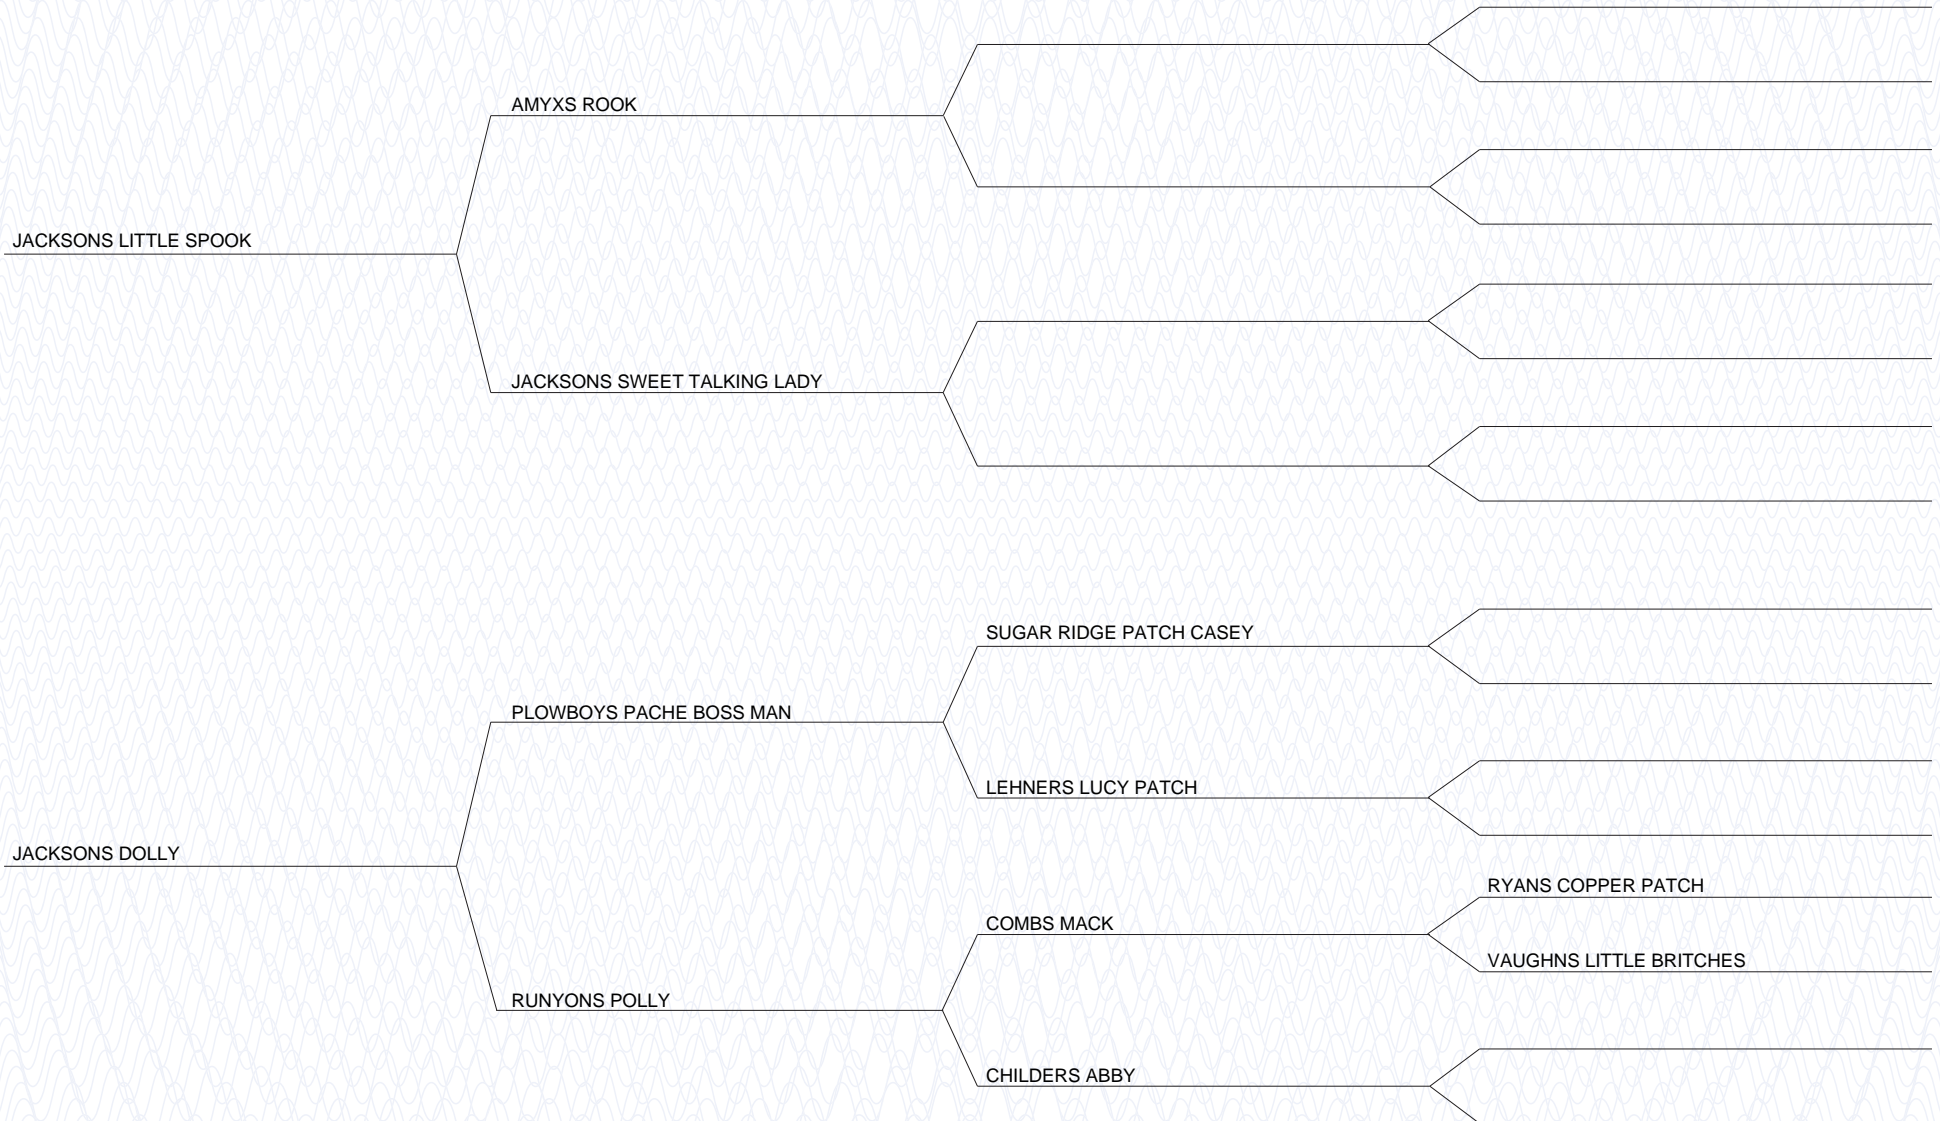 AMYXS ROOK
JACKSONS LITTLE SPOOK
JACKSONS SWEET TALKING LADY
SUGAR RIDGE PATCH CASEY
PLOWBOYS PACHE BOSS MAN
LEHNERS LUCY PATCH
JACKSONS DOLLY
RYANS COPPER PATCH
COMBS MACK
VAUGHNS LITTLE BRITCHES
RUNYONS POLLY
CHILDERS ABBY